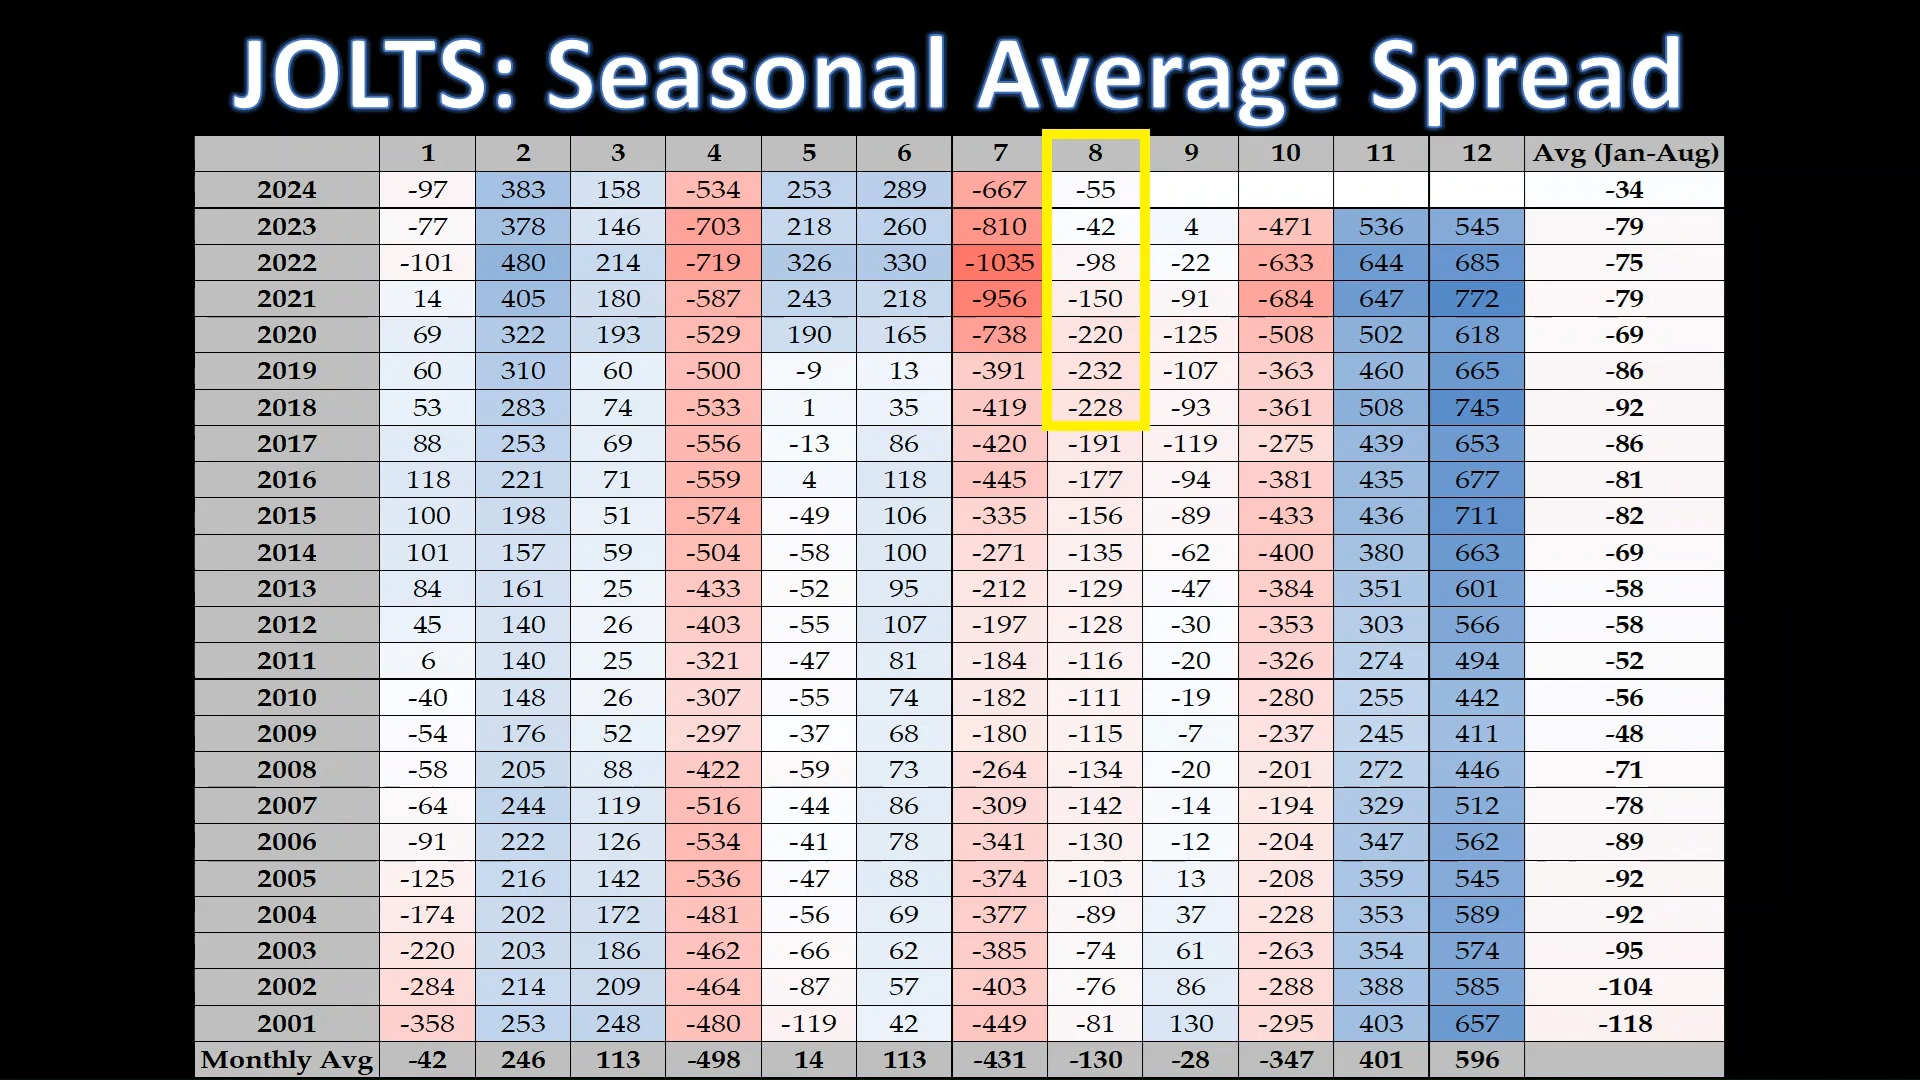 JOLTS: Seasonal Average Spread
1 2 3 4 5 6 7 8 9 10 11 12 Avg (Jan-Aug)
2024 -97 383 158 -534 253 289 -667 -55 -34
2023 -77 378 146 -703 218 260 -810 -42 4 -471 536 545 -79
2022 -101 480 214 -719 326 330 -1035 -98 -22 -633 644 685 -75
2021 14 405 180 -587 243 218 -956 -150 -91 -684 647 772 -79
2020 69 322 193 -529 190 165 -738 -220 -125 -508 502 618 -69
2019 60 310 60 -500 -9 13 -391 -232 -107 -363 460 665 -86
2018 53 283 74 -533 1 35 -419 -228 -93 -361 508 745 -92
2017 88 253 69 -556 -13 86 -420 -191 -119 -275 439 653 -86
2016 118 221 71 -559 4 118 -445 -177 -94 -381 435 677 -81
2015 100 198 51 -574 -49 106 -335 -156 -89 -433 436 711 -82
2014 101 157 59 -504 -58 100 -271 -135 -62 -400 380 663 -69
2013 84 161 25 -433 -52 95 -212 -129 -47 -384 351 601 -58
2012 45 140 26 -403 -55 107 -197 -128 -30 -353 303 566 -58
2011 6 140 25 -321 -47 81 -184 -116 -20 -326 274 494 -52
2010 -40 148 26 -307 -55 74 -182 -111 -19 -280 255 442 -56
2009 -54 176 52 -297 -37 68 -180 -115 -7 -237 245 411 -48
2008 -58 205 88 -422 -59 73 -264 -134 -20 -201 272 446 -71
2007 -64 244 119 -516 -44 86 -309 -142 -14 -194 329 512 -78
2006 -91 222 126 -534 -41 78 -341 -130 -12 -204 347 562 -89
2005 -125 216 142 -536 -47 88 -374 -103 13 -208 359 545 -92
2004 -174 202 172 -481 -56 69 -377 -89 37 -228 353 589 -92
2003 -220 203 186 -462 -66 62 -385 -74 61 -263 354 574 -95
2002 -284 214 209 -464 -87 57 -403 -76 86 -288 388 585 -104
2001 -358 253 248 -480 -119 42 -449 -81 130 -295 403 657 -118
Monthly Avg -42 246 113 -498 14 113 -431 -130 -28 -347 401 596